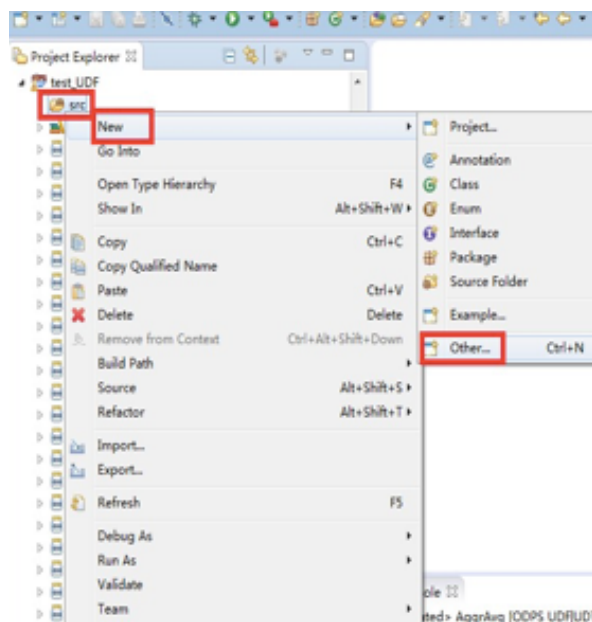 Project Explorer
test_UDF
src
New
Go Into
Open Type Hierarchy F4
Show In Alt+Shift+W
Copy Ctrl+C
Copy Qualified Name
Paste Ctrl+V
Delete Delete
Remove from Context Ctrl+Alt+Shift+Down
Build Path
Source Alt+Shift+S
Refactor Alt+Shift+T
Import...
Export...
Refresh F5
Debug As
Run As
Validate
Team
Project...
Annotation
Class
Enum
Interface
Package
Source Folder
Example...
Other... Ctrl+N
ole
ated> AggrAvg [ODPS UDF|UD